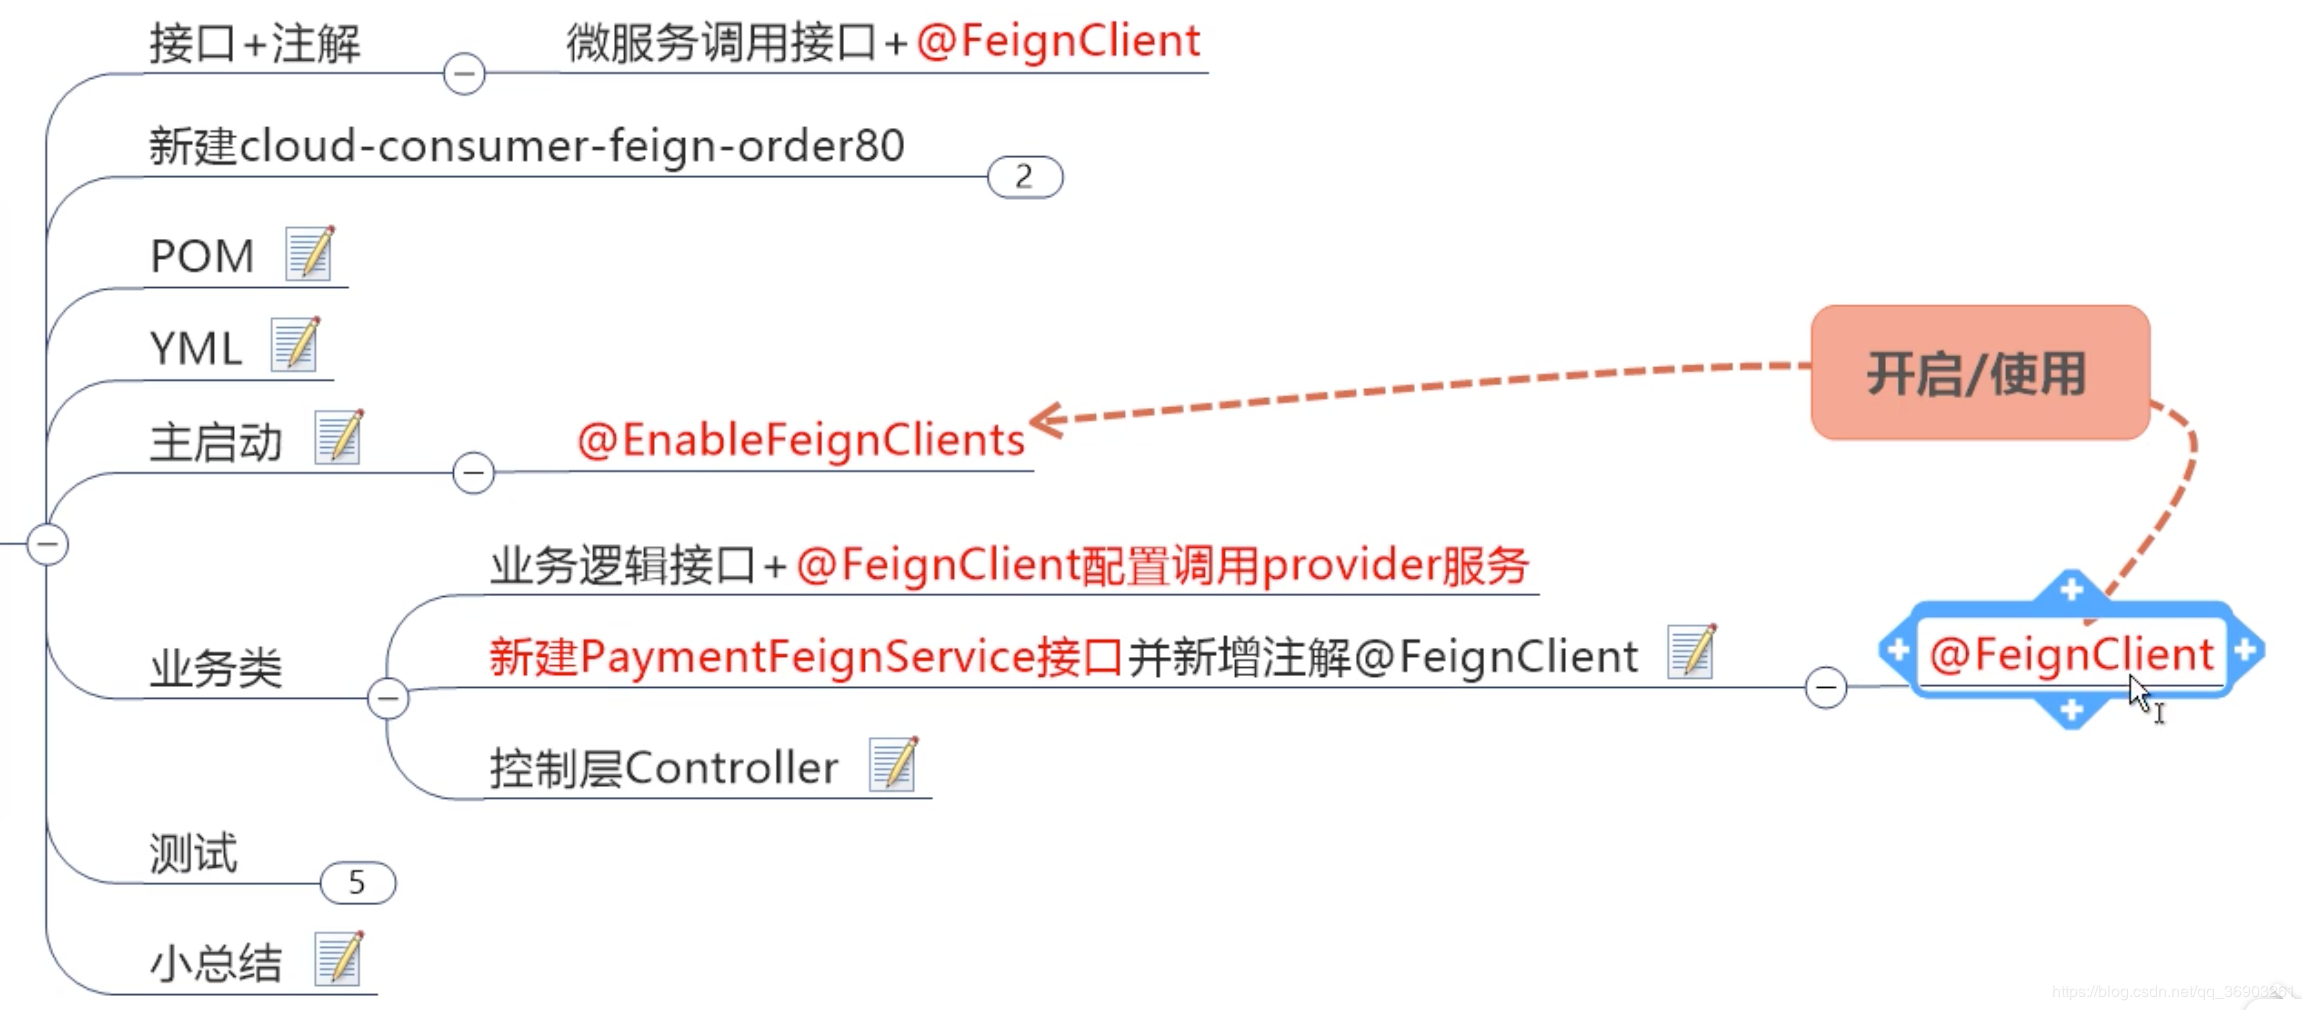 接口+注解
微服务调用接口+@FeignClient
新建cloud-consumer-feign-order80
2
POM
YML
主启动
@EnableFeignClients
开启/使用
业务类
业务逻辑接口+@FeignClient配置调用provider服务
新建PaymentFeignService接口并新增注解@FeignClient
@FeignClient
控制层Controller
测试
5
小总结